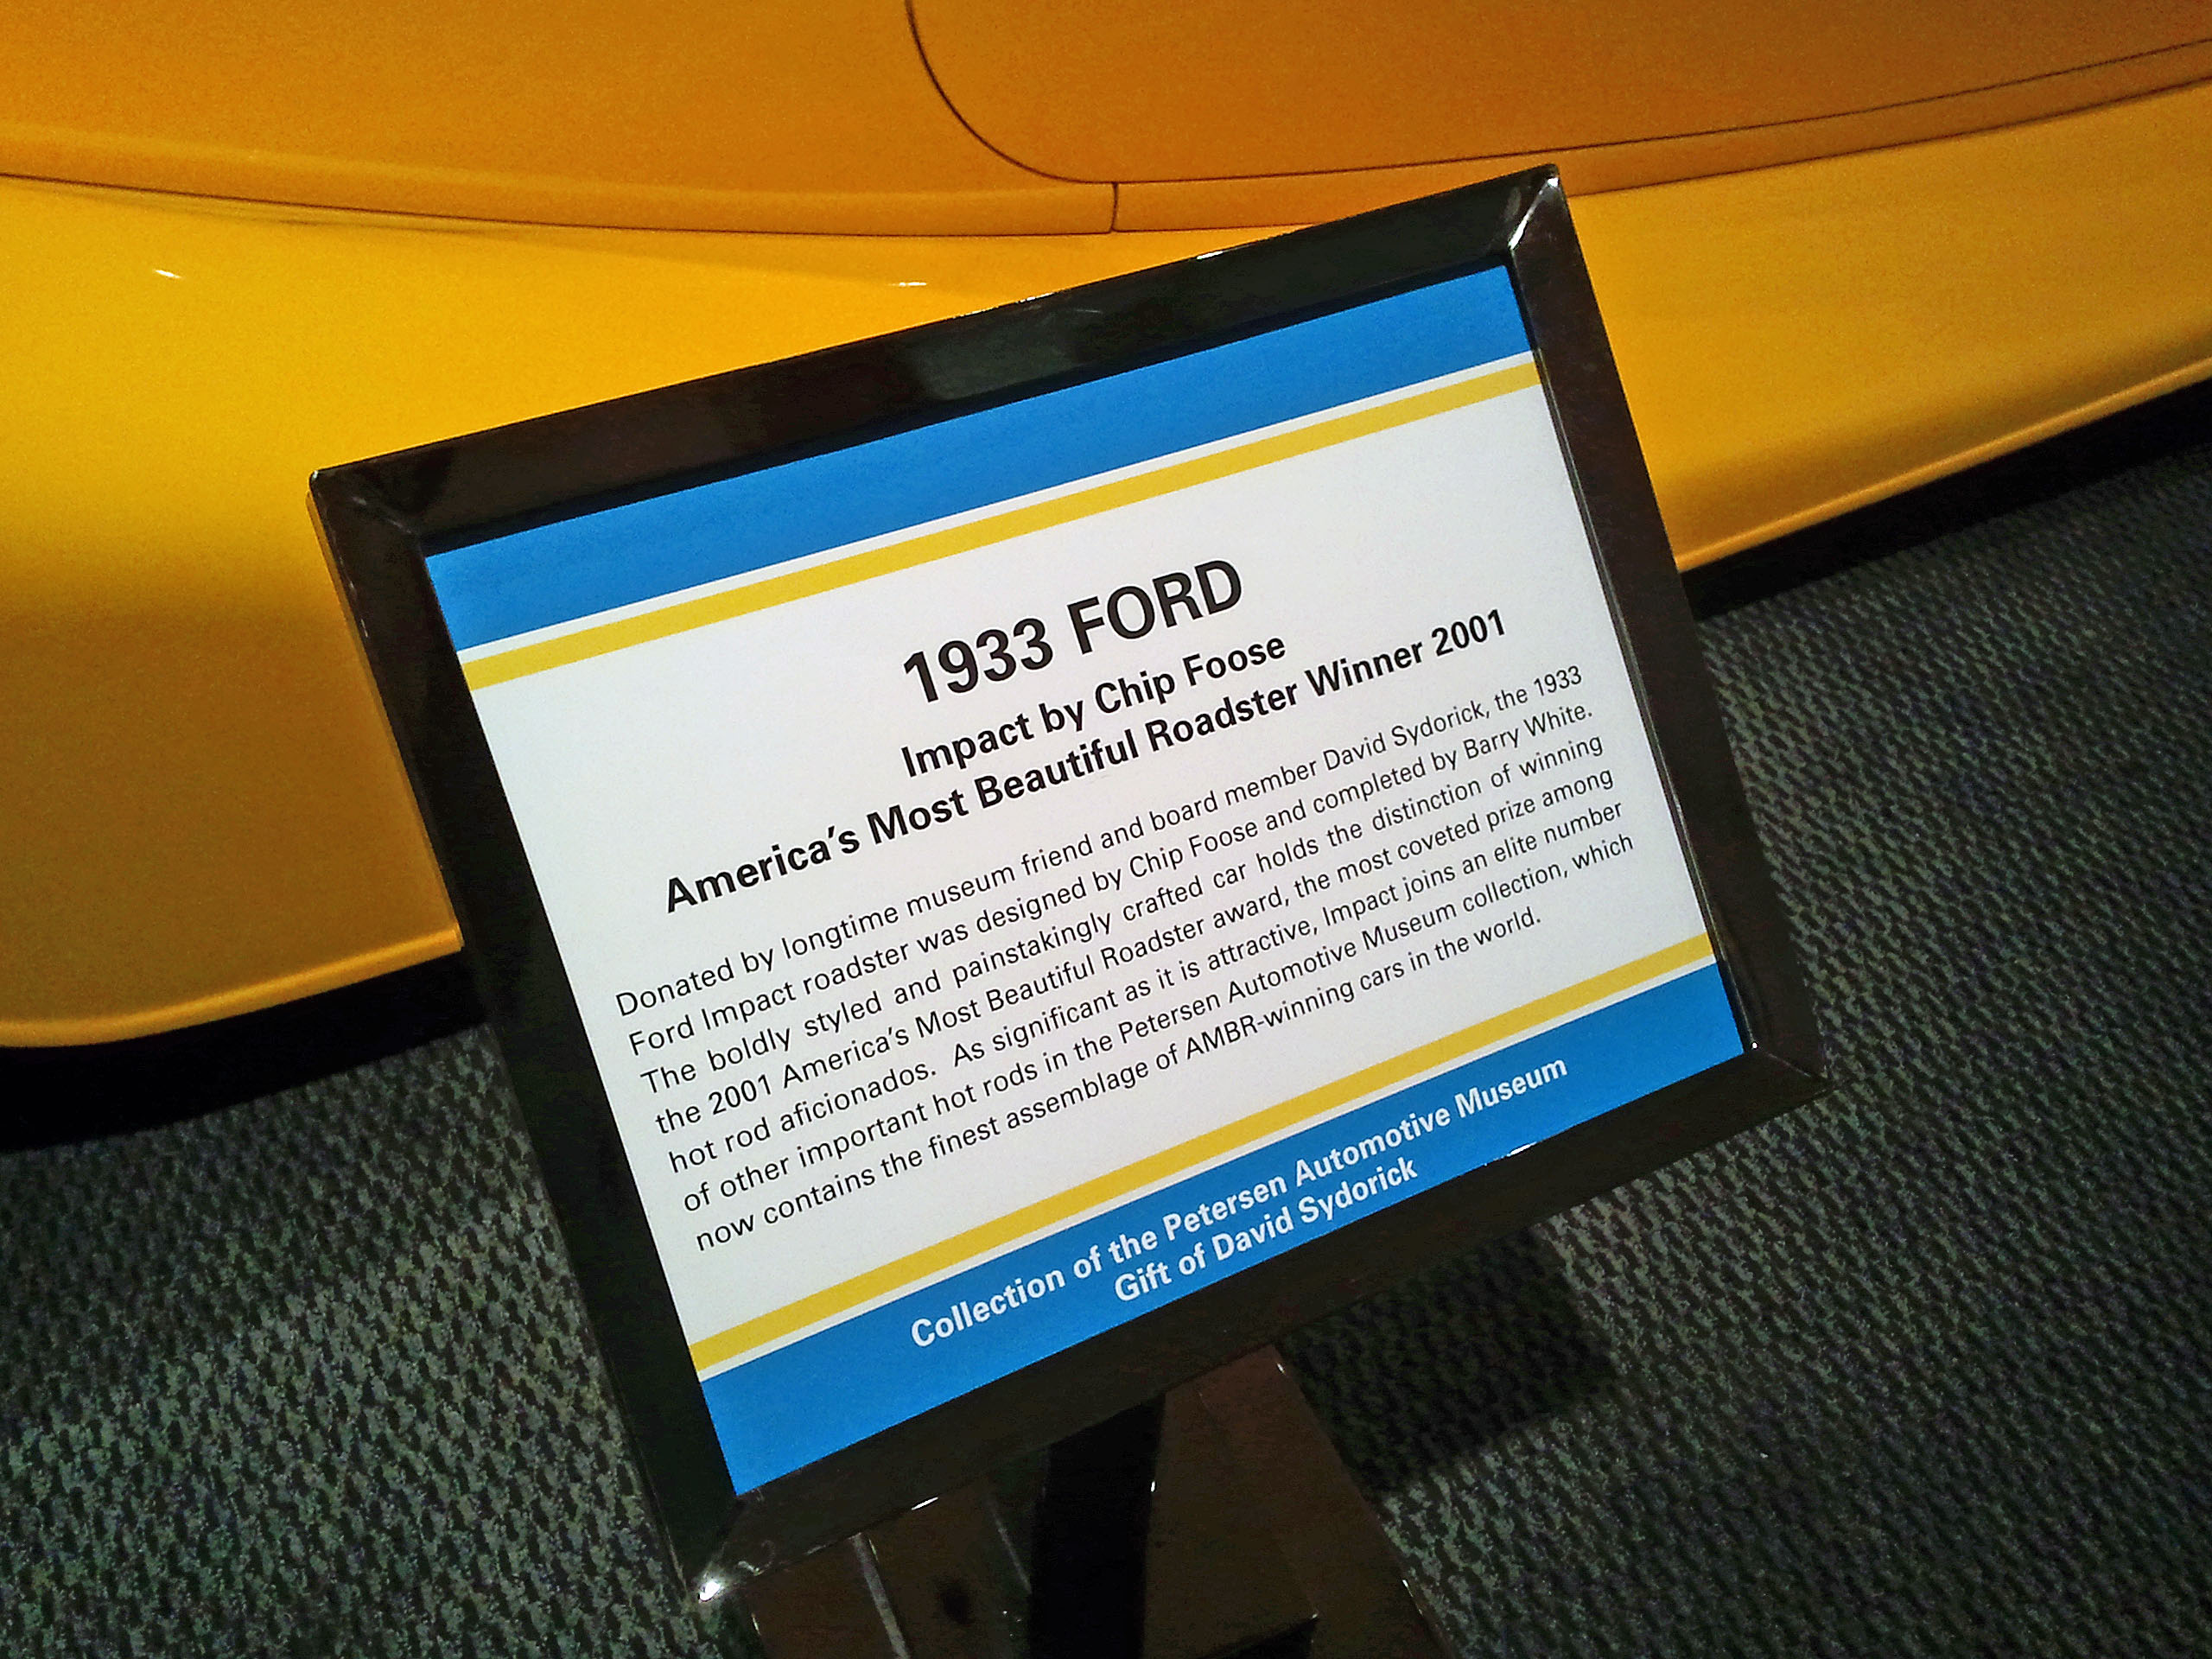 1933 FORD
Impact by Chip Foose
America's Most Beautiful Roadster Winner 2001
Donated by longtime museum friend and board member David Sydorick, the 1933
Ford Impact roadster was designed by Chip Foose and completed by Barry White.
The boldly styled and painstakingly crafted car holds the distinction of winning
the 2001 America's Most Beautiful Roadster award, the most coveted prize among
hot rod aficionados. As significant as it is attractive, Impact joins an elite number
of other important hot rods in the Petersen Automotive Museum collection, which
now contains the finest assemblage of AMBR-winning cars in the world.
Collection of the Petersen Automotive Museum
Gift of David Sydorick